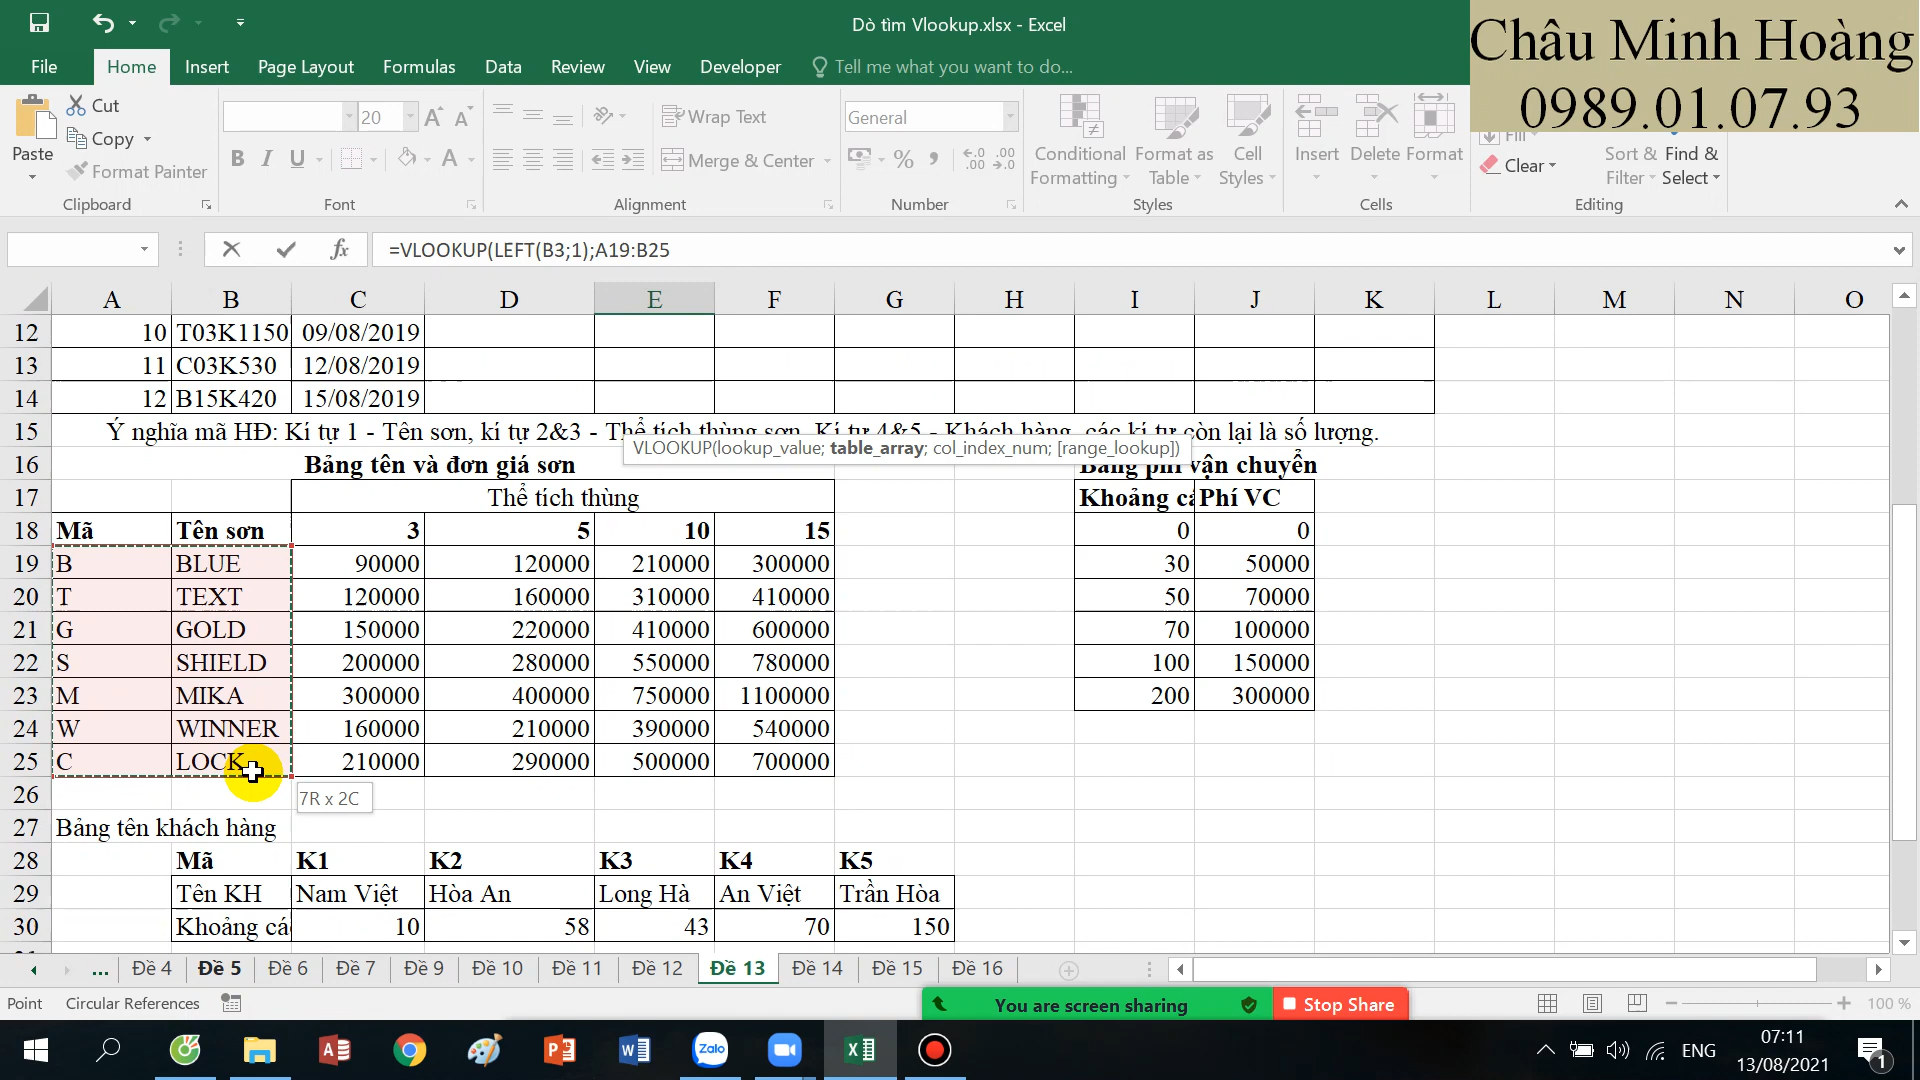 Dò tìm Vlookup.xlsx - Excel
Châu Minh Hoàng
0989.01.07.93
File Home Insert Page Layout Formulas Data Review View Developer Tell me what you want to do...
Paste Cut Copy Format Painter
Clipboard
20
Font
Wrap Text
Merge & Center
Alignment
General
Number
Conditional Formatting Format as Table Cell Styles
Styles
Insert Delete Format
Cells
Fill
Clear
Sort & Filter Find & Select
Editing
=VLOOKUP(LEFT(B3;1);A19:B25
A B C D E F G H I J K L M N O
12 10 T03K1150 09/08/2019
13 11 C03K530 12/08/2019
14 12 B15K420 15/08/2019
15 Ý nghĩa mã HĐ: Kí tự 1 - Tên sơn, kí tự 2&3 - Thể tích thùng sơn, Kí tự 4&5 - Khách hàng, các kí tự còn lại là số lượng.
VLOOKUP(lookup_value; table_array; col_index_num; [range_lookup])
16 Bảng tên và đơn giá sơn Bảng phí vận chuyển
17 Thể tích thùng Khoảng cá Phí VC
18 Mã Tên sơn 3 5 10 15 0 0
19 B BLUE 90000 120000 210000 300000 30 50000
20 T TEXT 120000 160000 310000 410000 50 70000
21 G GOLD 150000 220000 410000 600000 70 100000
22 S SHIELD 200000 280000 550000 780000 100 150000
23 M MIKA 300000 400000 750000 1100000 200 300000
24 W WINNER 160000 210000 390000 540000
25 C LOCK 210000 290000 500000 700000
26 7R x 2C
27 Bảng tên khách hàng
28 Mã K1 K2 K3 K4 K5
29 Tên KH Nam Việt Hòa An Long Hà An Việt Trần Hòa
30 Khoảng các 10 58 43 70 150
... Đề 4 Đề 5 Đề 6 Đề 7 Đề 9 Đề 10 Đề 11 Đề 12 Đề 13 Đề 14 Đề 15 Đề 16
Point Circular References You are screen sharing Stop Share 100 %
Zalo
ENG
07:11
13/08/2021
1